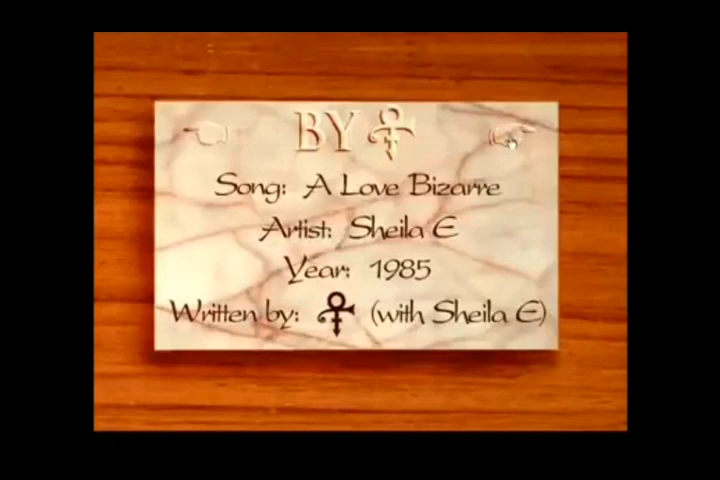 BY
Song: A Love Bizarre
Artist: Sheila E
Year: 1985
Written by: (with Sheila E)